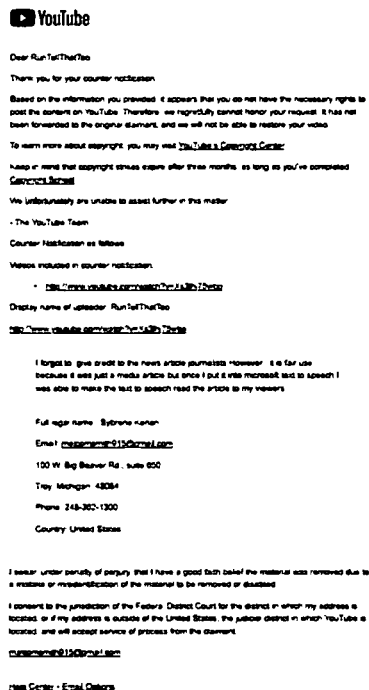 YouTube
Dear RunTellThatTeo
Thank you for your counter notification
Based on the information you provided, it appears that you do not have the necessary rights to
post the content on YouTube. Therefore, we regretfully cannot honor your request. It has not
been forwarded to the original claimant, and we will not be able to restore your video.
To learn more about copyright, you may visit YouTube's Copyright Center
Keep in mind that copyright strikes expire after three months, as long as you've completed
Copyright School
We unfortunately are unable to assist further in this matter
- The YouTube Team
Counter Notification as follows
Videos included in counter notification:
Display name of uploader: RunTellThatTeo
I forgot to give credit to the news article journalists However, it is fair use
because it was just a media article but once I put it into microsoft text to speech I
was able to make the text to speech read the article to my viewers
Full legal name:
Email:
100 W. Big Beaver Rd., suite 650
Troy, Michigan 48084
Phone: 248-362-1300
Country: United States
I swear, under penalty of perjury, that I have a good faith belief the material was removed due to
a mistake or misidentification of the material to be removed or disabled
I consent to the jurisdiction of the Federal District Court for the district in which my address is
located, or if my address is outside of the United States, the judicial district in which YouTube is
located, and will accept service of process from the claimant.
Help Center • Email Options